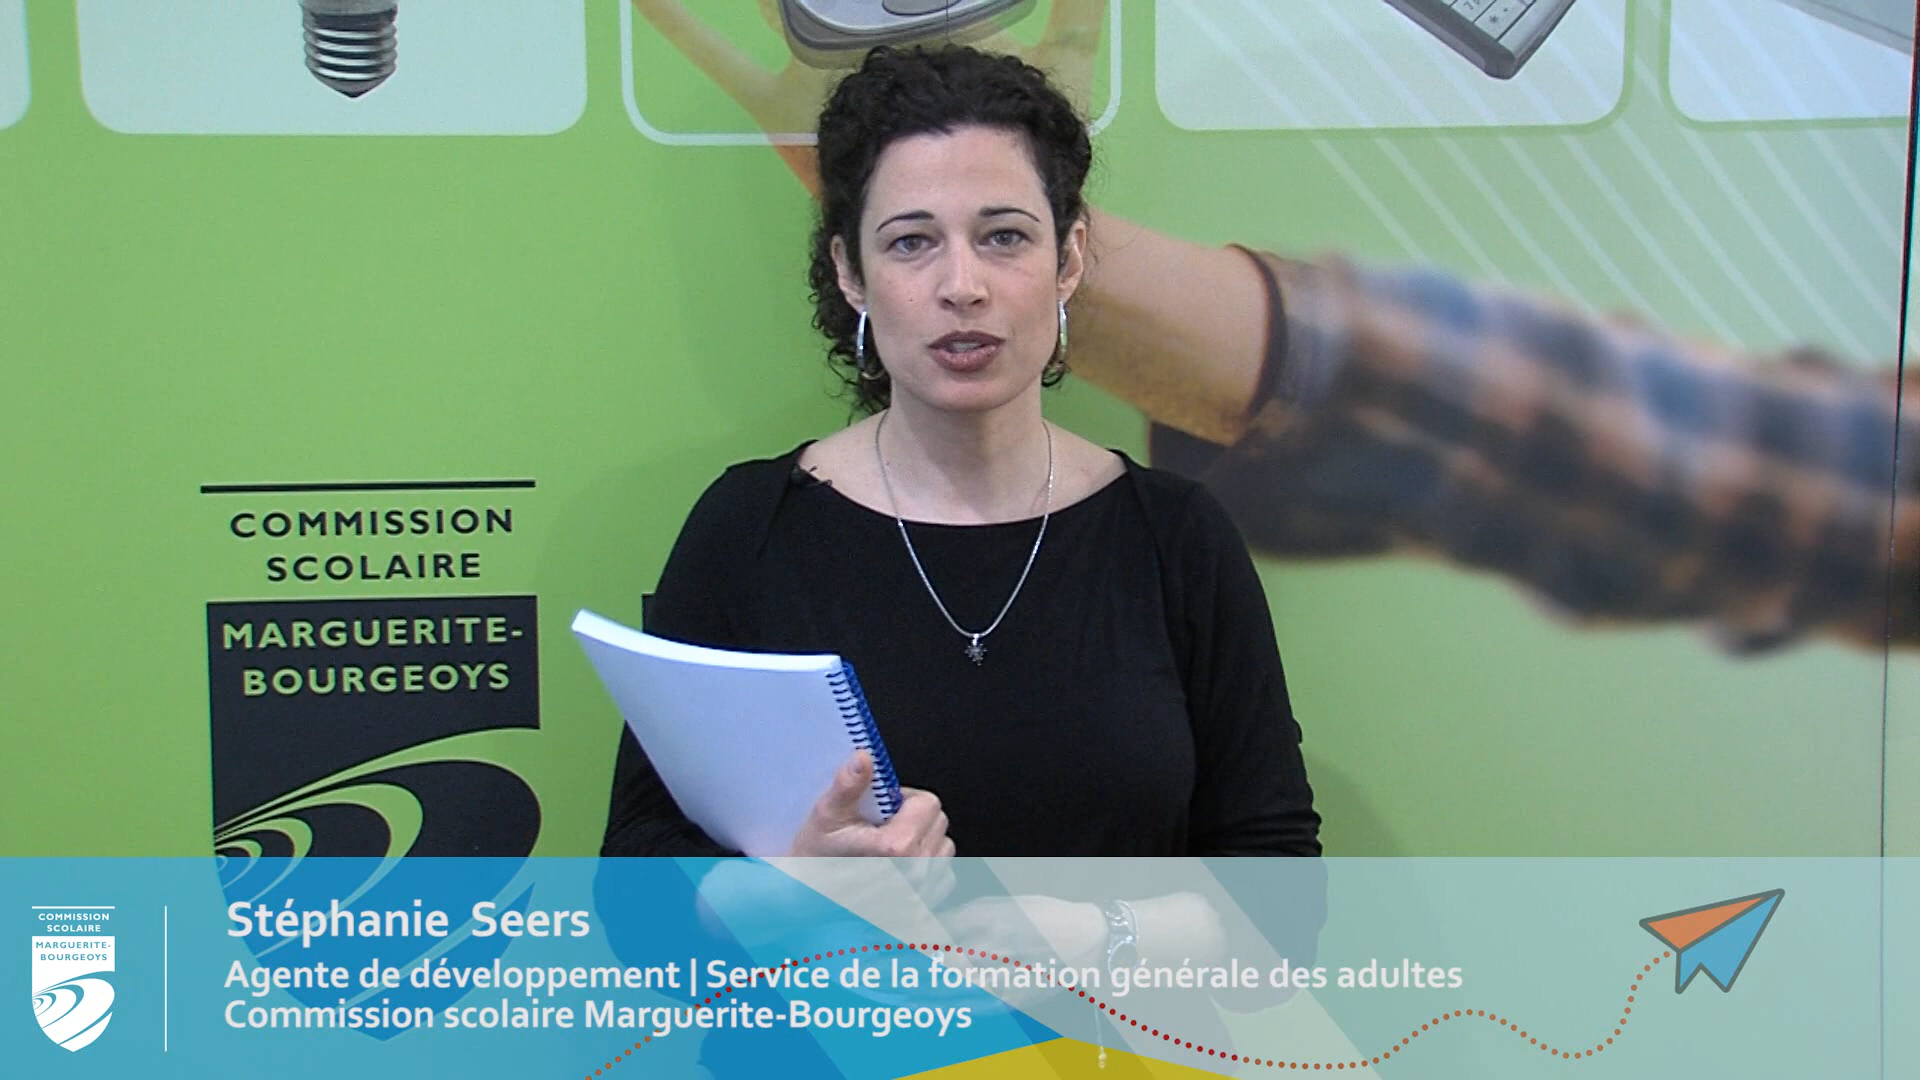 COMMISSION
SCOLAIRE
MARGUERITE-
BOURGEOYS
COMMISSION
SCOLAIRE
MARGUERITE-
BOURGEOYS
Stéphanie Seers
Agente de développement | Service de la formation générale des adultes
Commission scolaire Marguerite-Bourgeoys